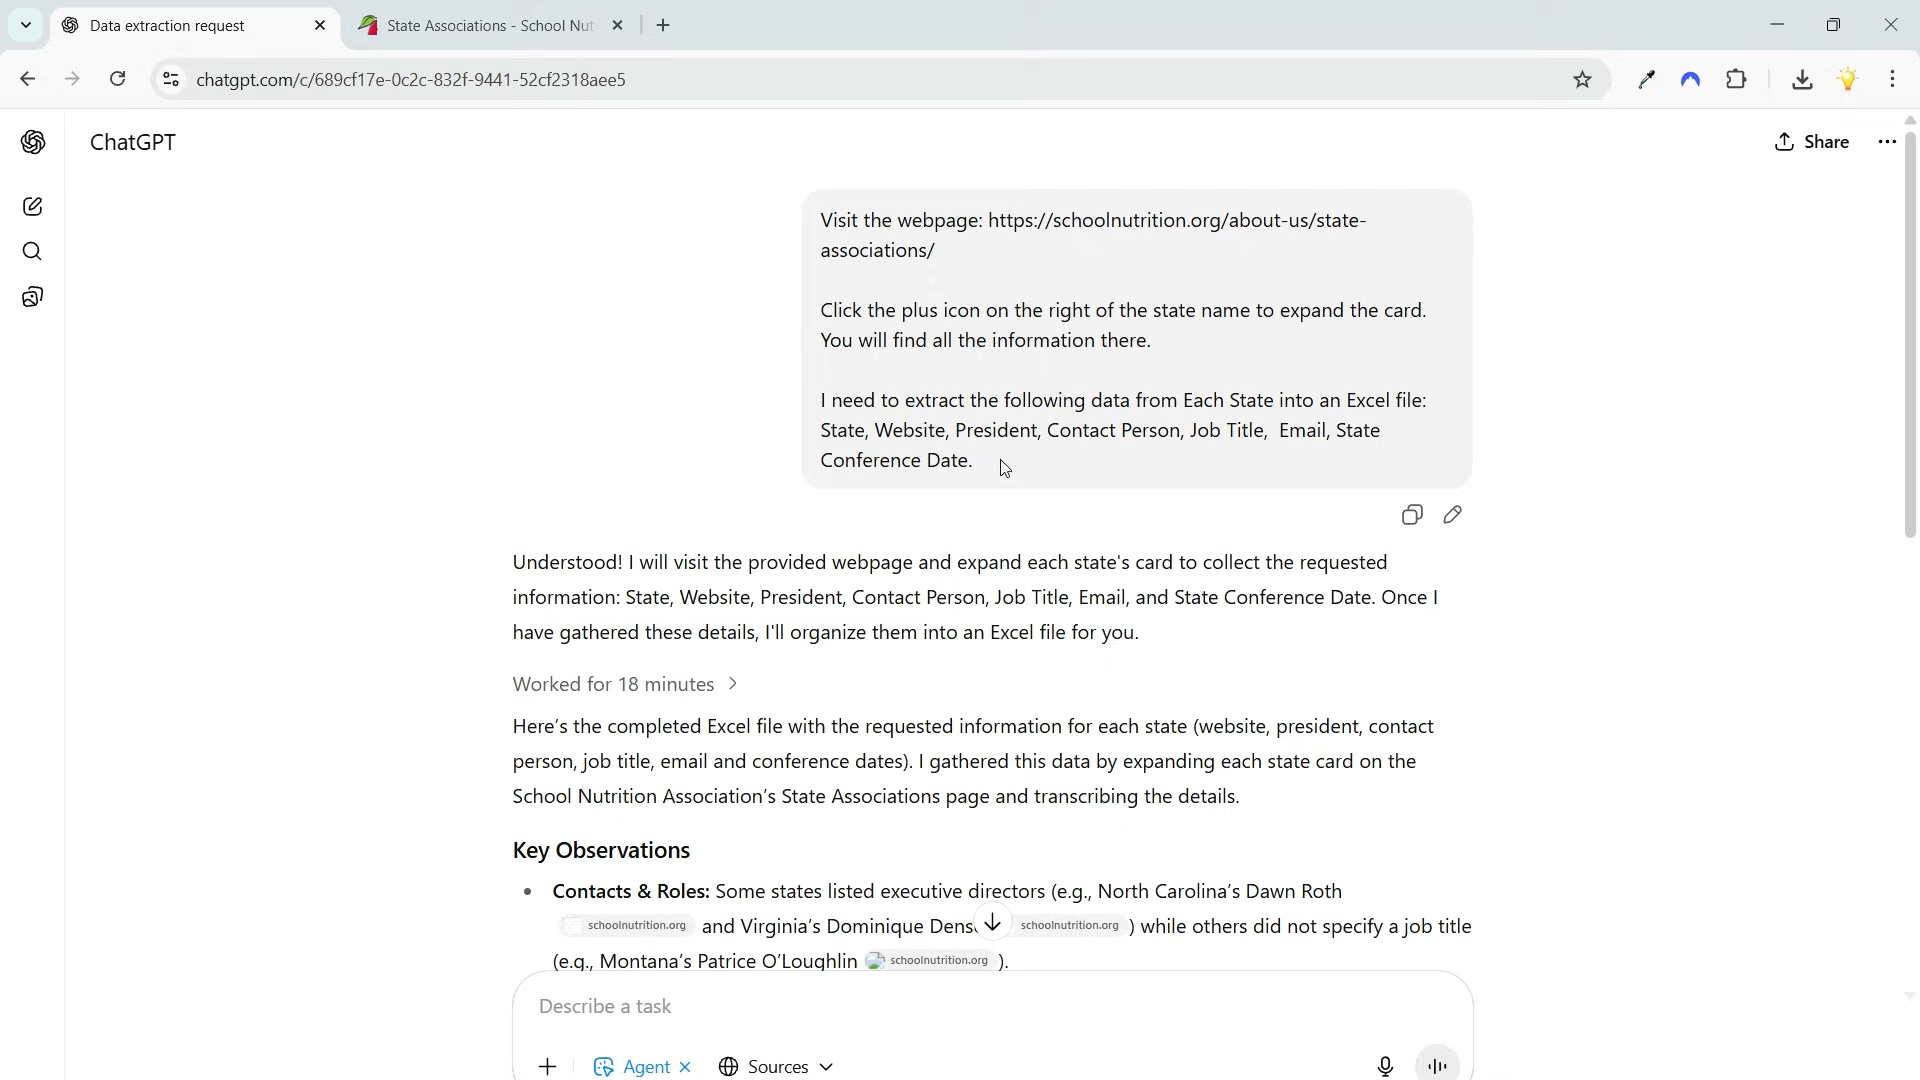 Data extraction request
State Associations - School Nut
chatgpt.com/c/689cf17e-0c2c-832f-9441-52cf2318aee5
ChatGPT
Share
Visit the webpage: https://schoolnutrition.org/about-us/state-
associations/
Click the plus icon on the right of the state name to expand the card.
You will find all the information there.
I need to extract the following data from Each State into an Excel file:
State, Website, President, Contact Person, Job Title,  Email, State
Conference Date.
Understood! I will visit the provided webpage and expand each state's card to collect the requested
information: State, Website, President, Contact Person, Job Title, Email, and State Conference Date. Once I
have gathered these details, I'll organize them into an Excel file for you.
Worked for 18 minutes
Here’s the completed Excel file with the requested information for each state (website, president, contact
person, job title, email and conference dates). I gathered this data by expanding each state card on the
School Nutrition Association’s State Associations page and transcribing the details.
Key Observations
• Contacts & Roles: Some states listed executive directors (e.g., North Carolina’s Dawn Roth
schoolnutrition.org and Virginia’s Dominique Dens schoolnutrition.org ) while others did not specify a job title
(e.g., Montana’s Patrice O’Loughlin schoolnutrition.org ).
Describe a task
Agent Sources